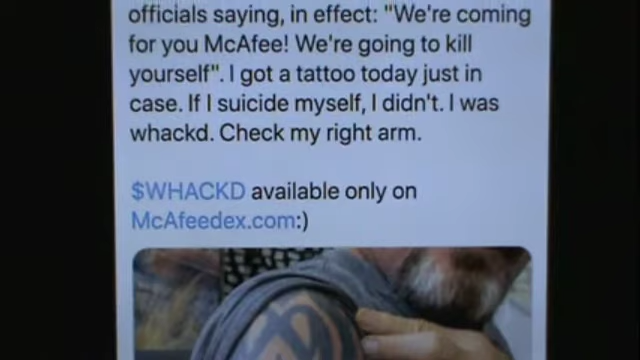 officials saying, in effect: "We're coming
for you McAfee! We're going to kill
yourself". I got a tattoo today just in
case. If I suicide myself, I didn't. I was
whackd. Check my right arm.
$WHACKD available only on
McAfeedex.com:)